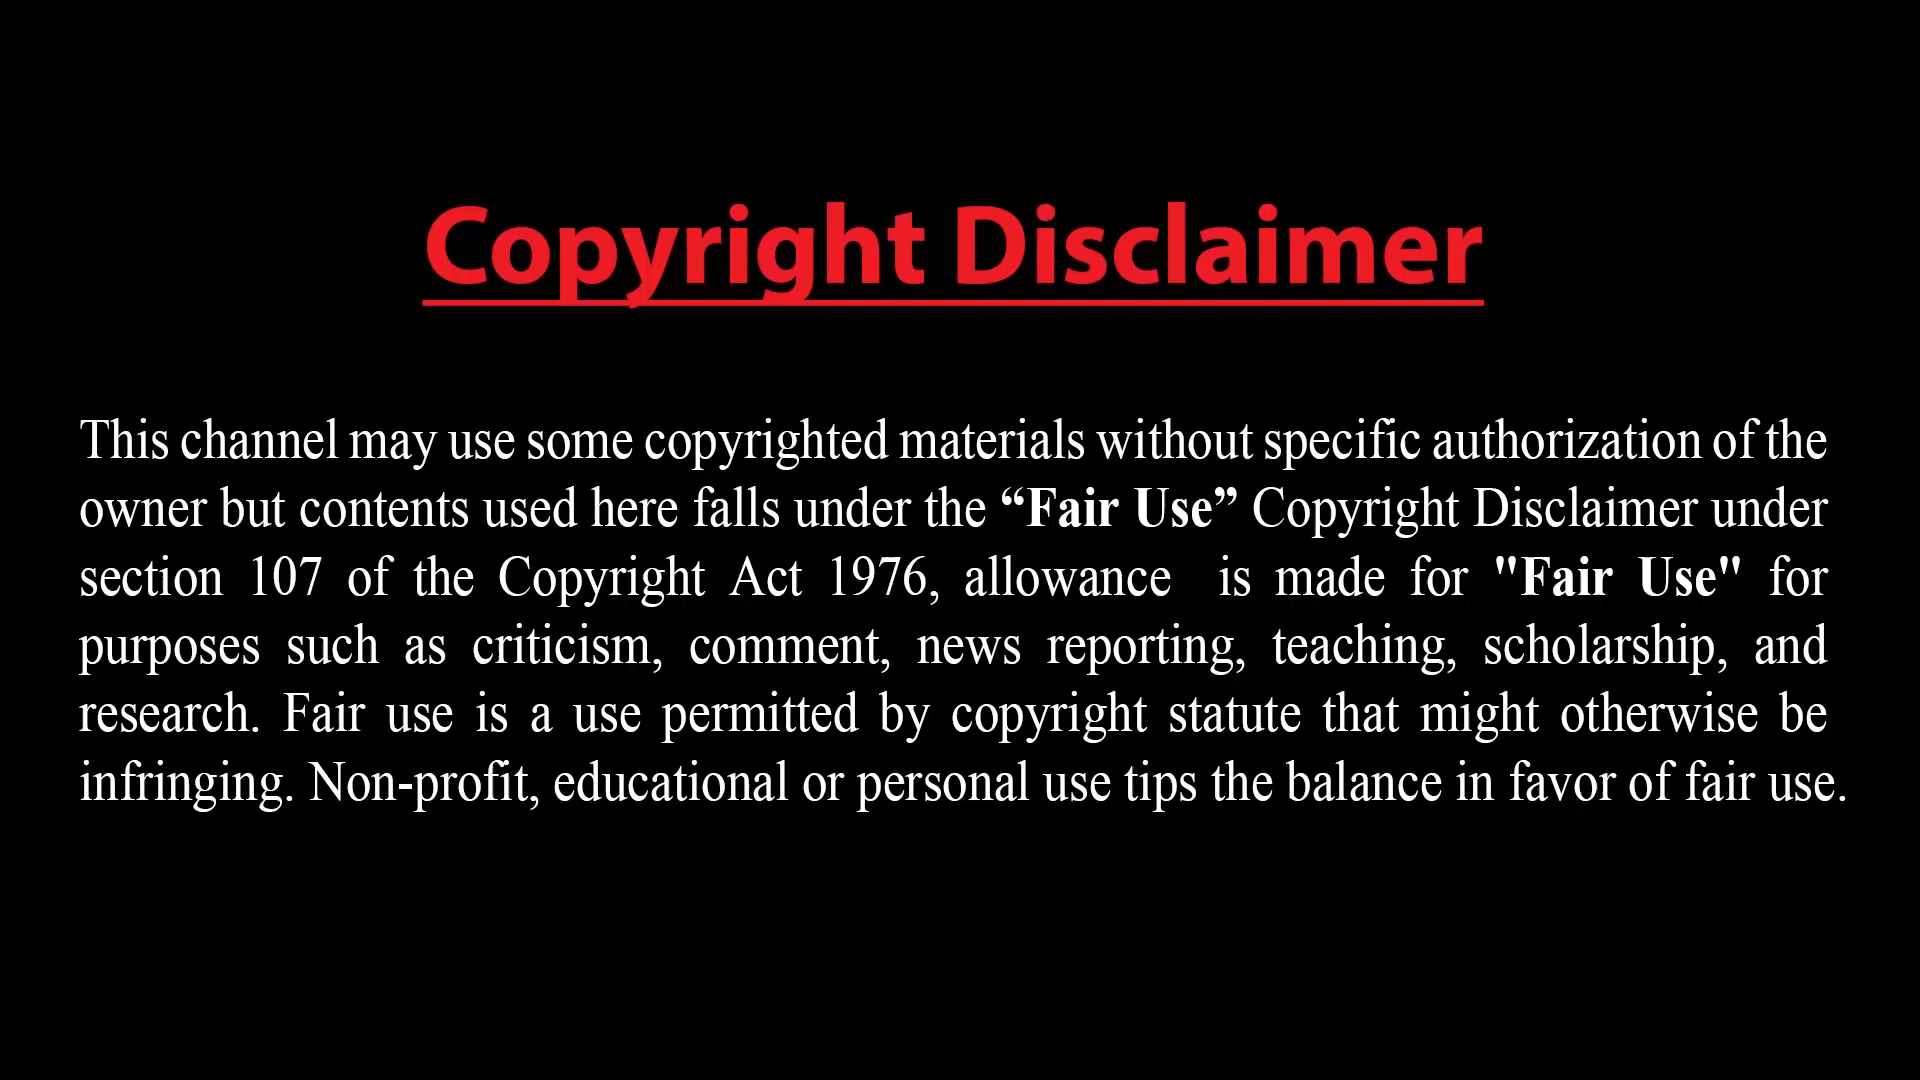 Copyright Disclaimer
This channel may use some copyrighted materials without specific authorization of the
owner but contents used here falls under the “Fair Use” Copyright Disclaimer under
section 107 of the Copyright Act 1976, allowance  is made for "Fair Use" for
purposes such as criticism, comment, news reporting, teaching, scholarship, and
research. Fair use is a use permitted by copyright statute that might otherwise be
infringing. Non-profit, educational or personal use tips the balance in favor of fair use.